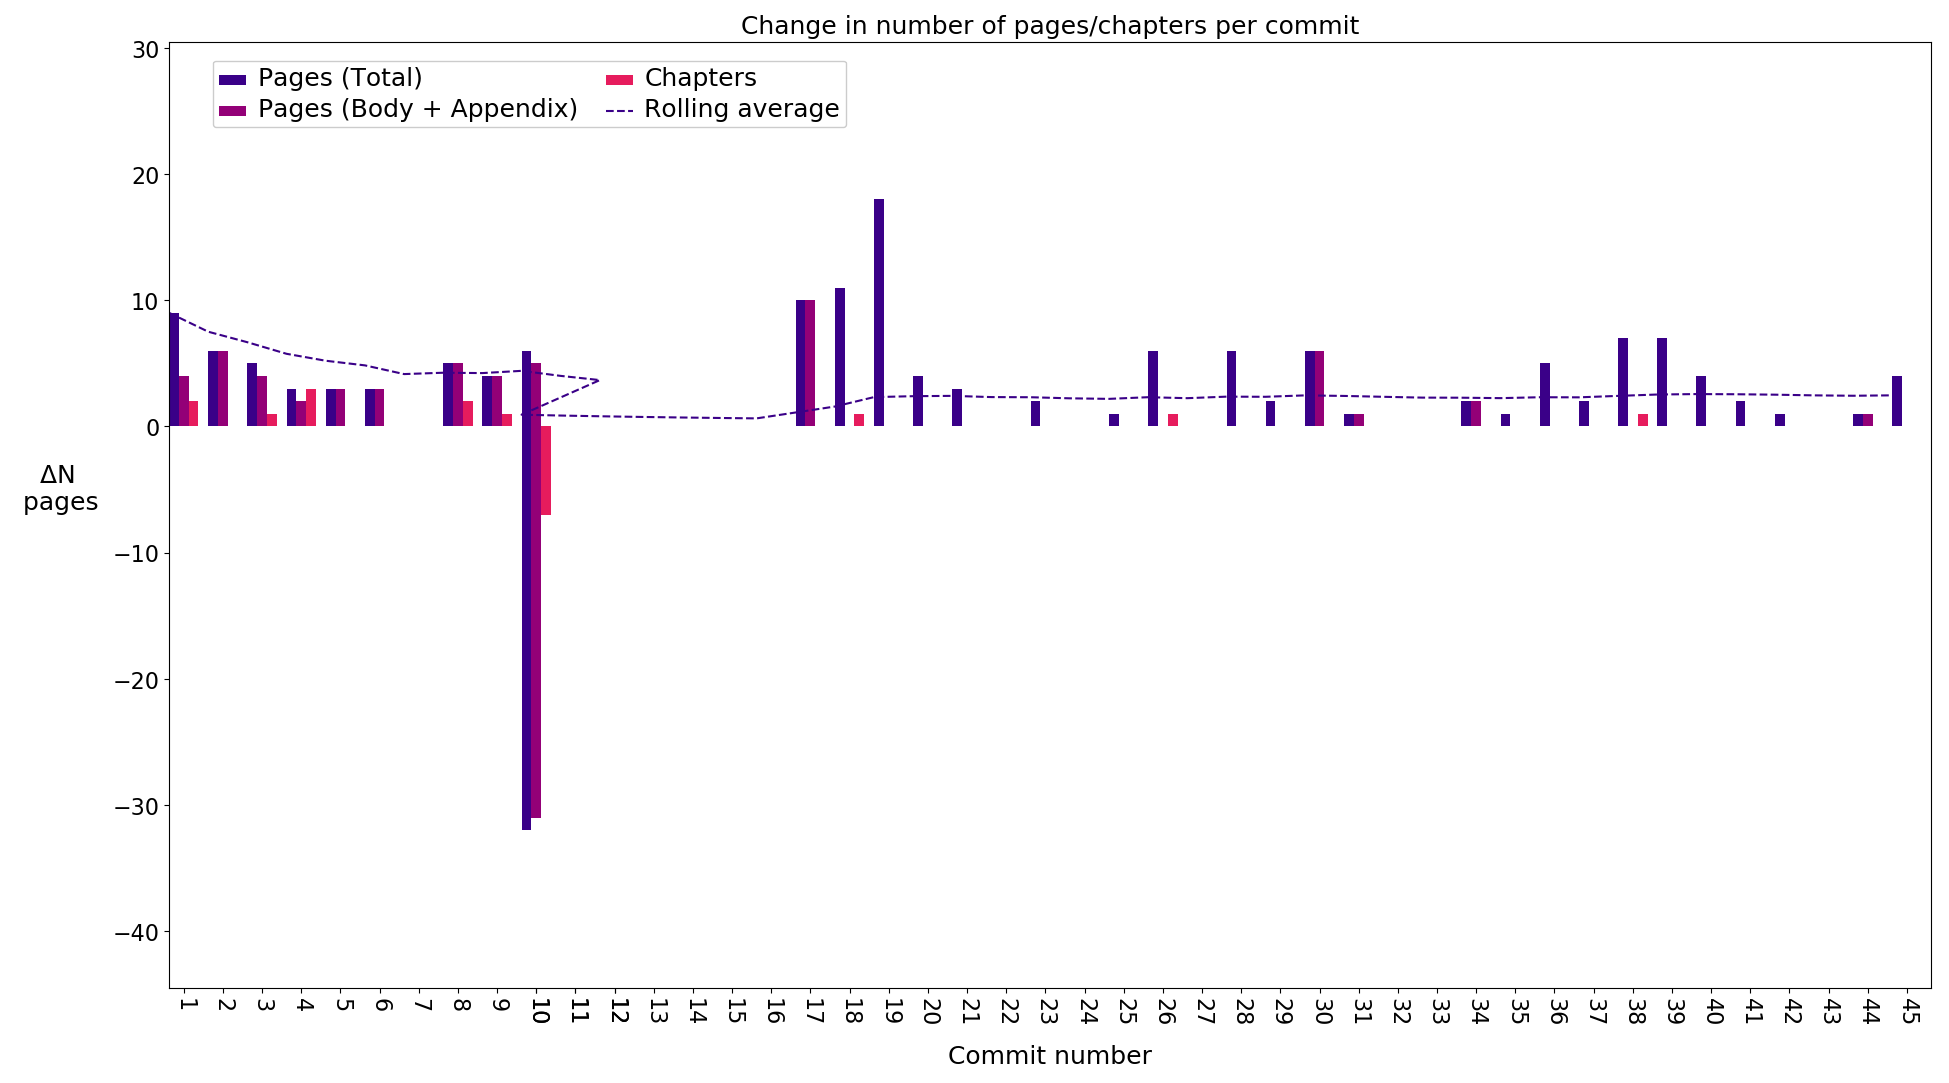 Change in number of pages/chapters per commit
30
20
10
0
−10
−20
−30
−40
Pages (Total)
Pages (Body + Appendix)
Chapters
Rolling average
ΔN
pages
1 2 3 4 5 6 7 8 9 10 11 12 13 14 15 16 17 18 19 20 21 22 23 24 25 26 27 28 29 30 31 32 33 34 35 36 37 38 39 40 41 42 43 44 45
Commit number